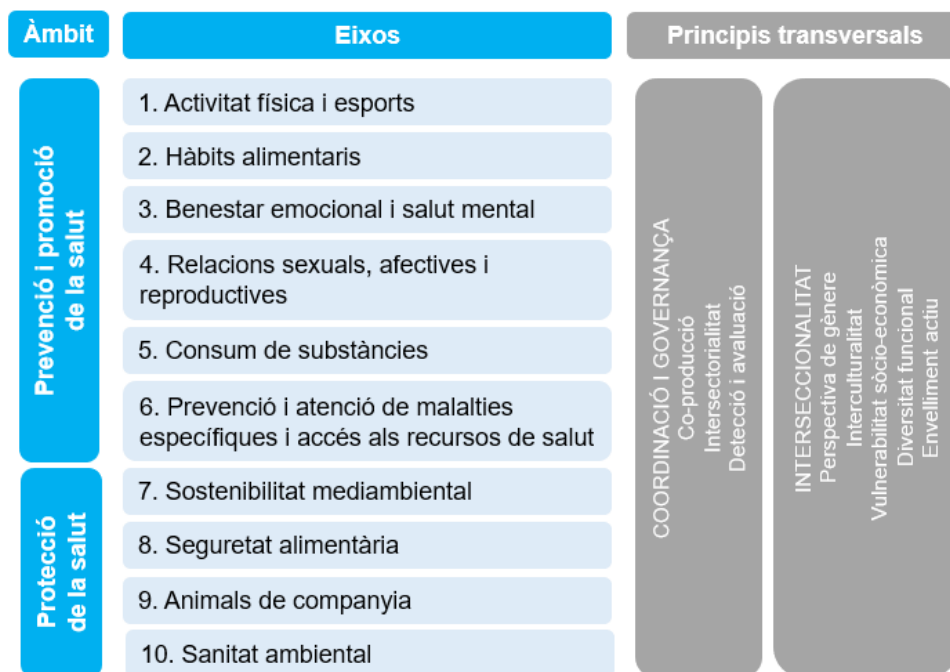 Àmbit
Eixos
Principis transversals
Prevenció i promoció
de la salut
1. Activitat física i esports
2. Hàbits alimentaris
3. Benestar emocional i salut mental
4. Relacions sexuals, afectives i
reproductives
5. Consum de substàncies
6. Prevenció i atenció de malalties
específiques i accés als recursos de salut
Protecció
de la salut
7. Sostenibilitat mediambiental
8. Seguretat alimentària
9. Animals de companyia
10. Sanitat ambiental
COORDINACIÓ I GOVERNANÇA
Co-producció
Intersectorialitat
Detecció i avaluació
INTERSECCIONALITAT
Perspectiva de gènere
Interculturalitat
Vulnerabilitat sòcio-econòmica
Diversitat funcional
Envelliment actiu